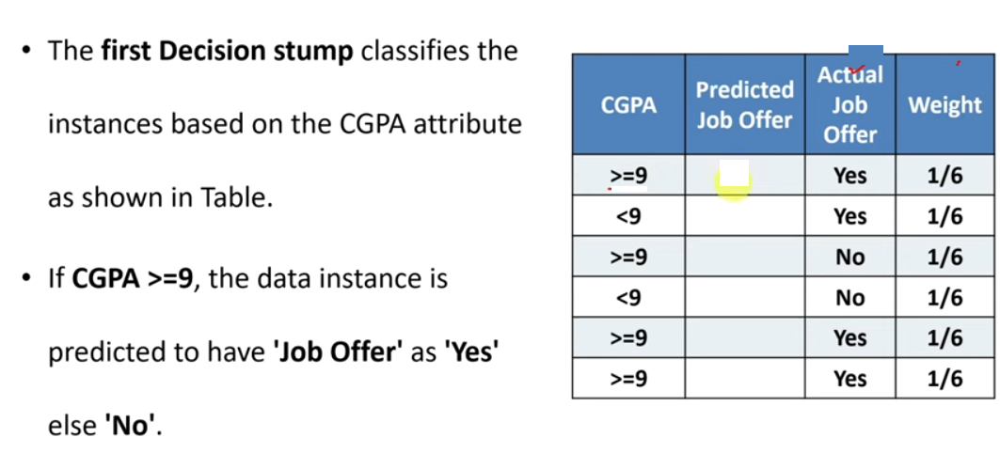 • The first Decision stump classifies the
instances based on the CGPA attribute
as shown in Table.
• If CGPA >=9, the data instance is
predicted to have 'Job Offer' as 'Yes'
else 'No'.
CGPA Predicted Job Offer Actual Job Offer Weight
>=9 Yes 1/6
<9 Yes 1/6
>=9 No 1/6
<9 No 1/6
>=9 Yes 1/6
>=9 Yes 1/6